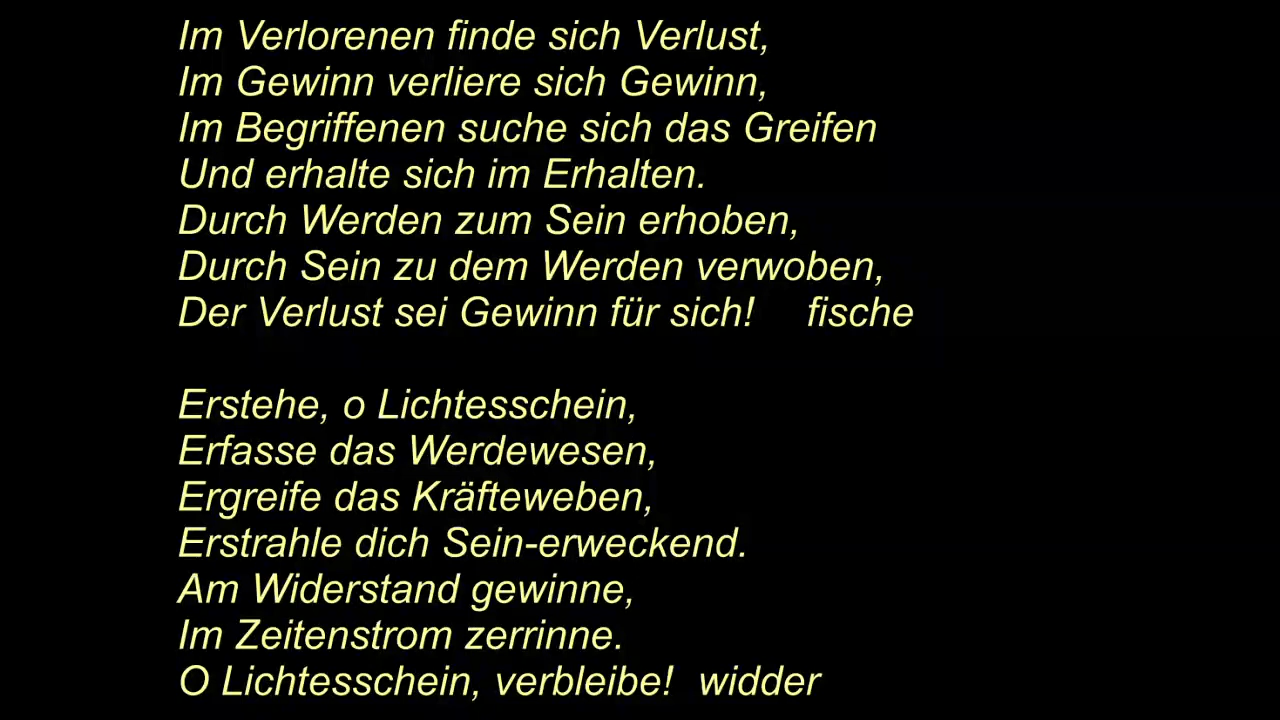 Im Verlorenen finde sich Verlust,
Im Gewinn verliere sich Gewinn,
Im Begriffenen suche sich das Greifen
Und erhalte sich im Erhalten.
Durch Werden zum Sein erhoben,
Durch Sein zu dem Werden verwoben,
Der Verlust sei Gewinn für sich! fische
Erstehe, o Lichtesschein,
Erfasse das Werdewesen,
Ergreife das Kräfteweben,
Erstrahle dich Sein-erweckend.
Am Widerstand gewinne,
Im Zeitenstrom zerrinne.
O Lichtesschein, verbleibe! widder